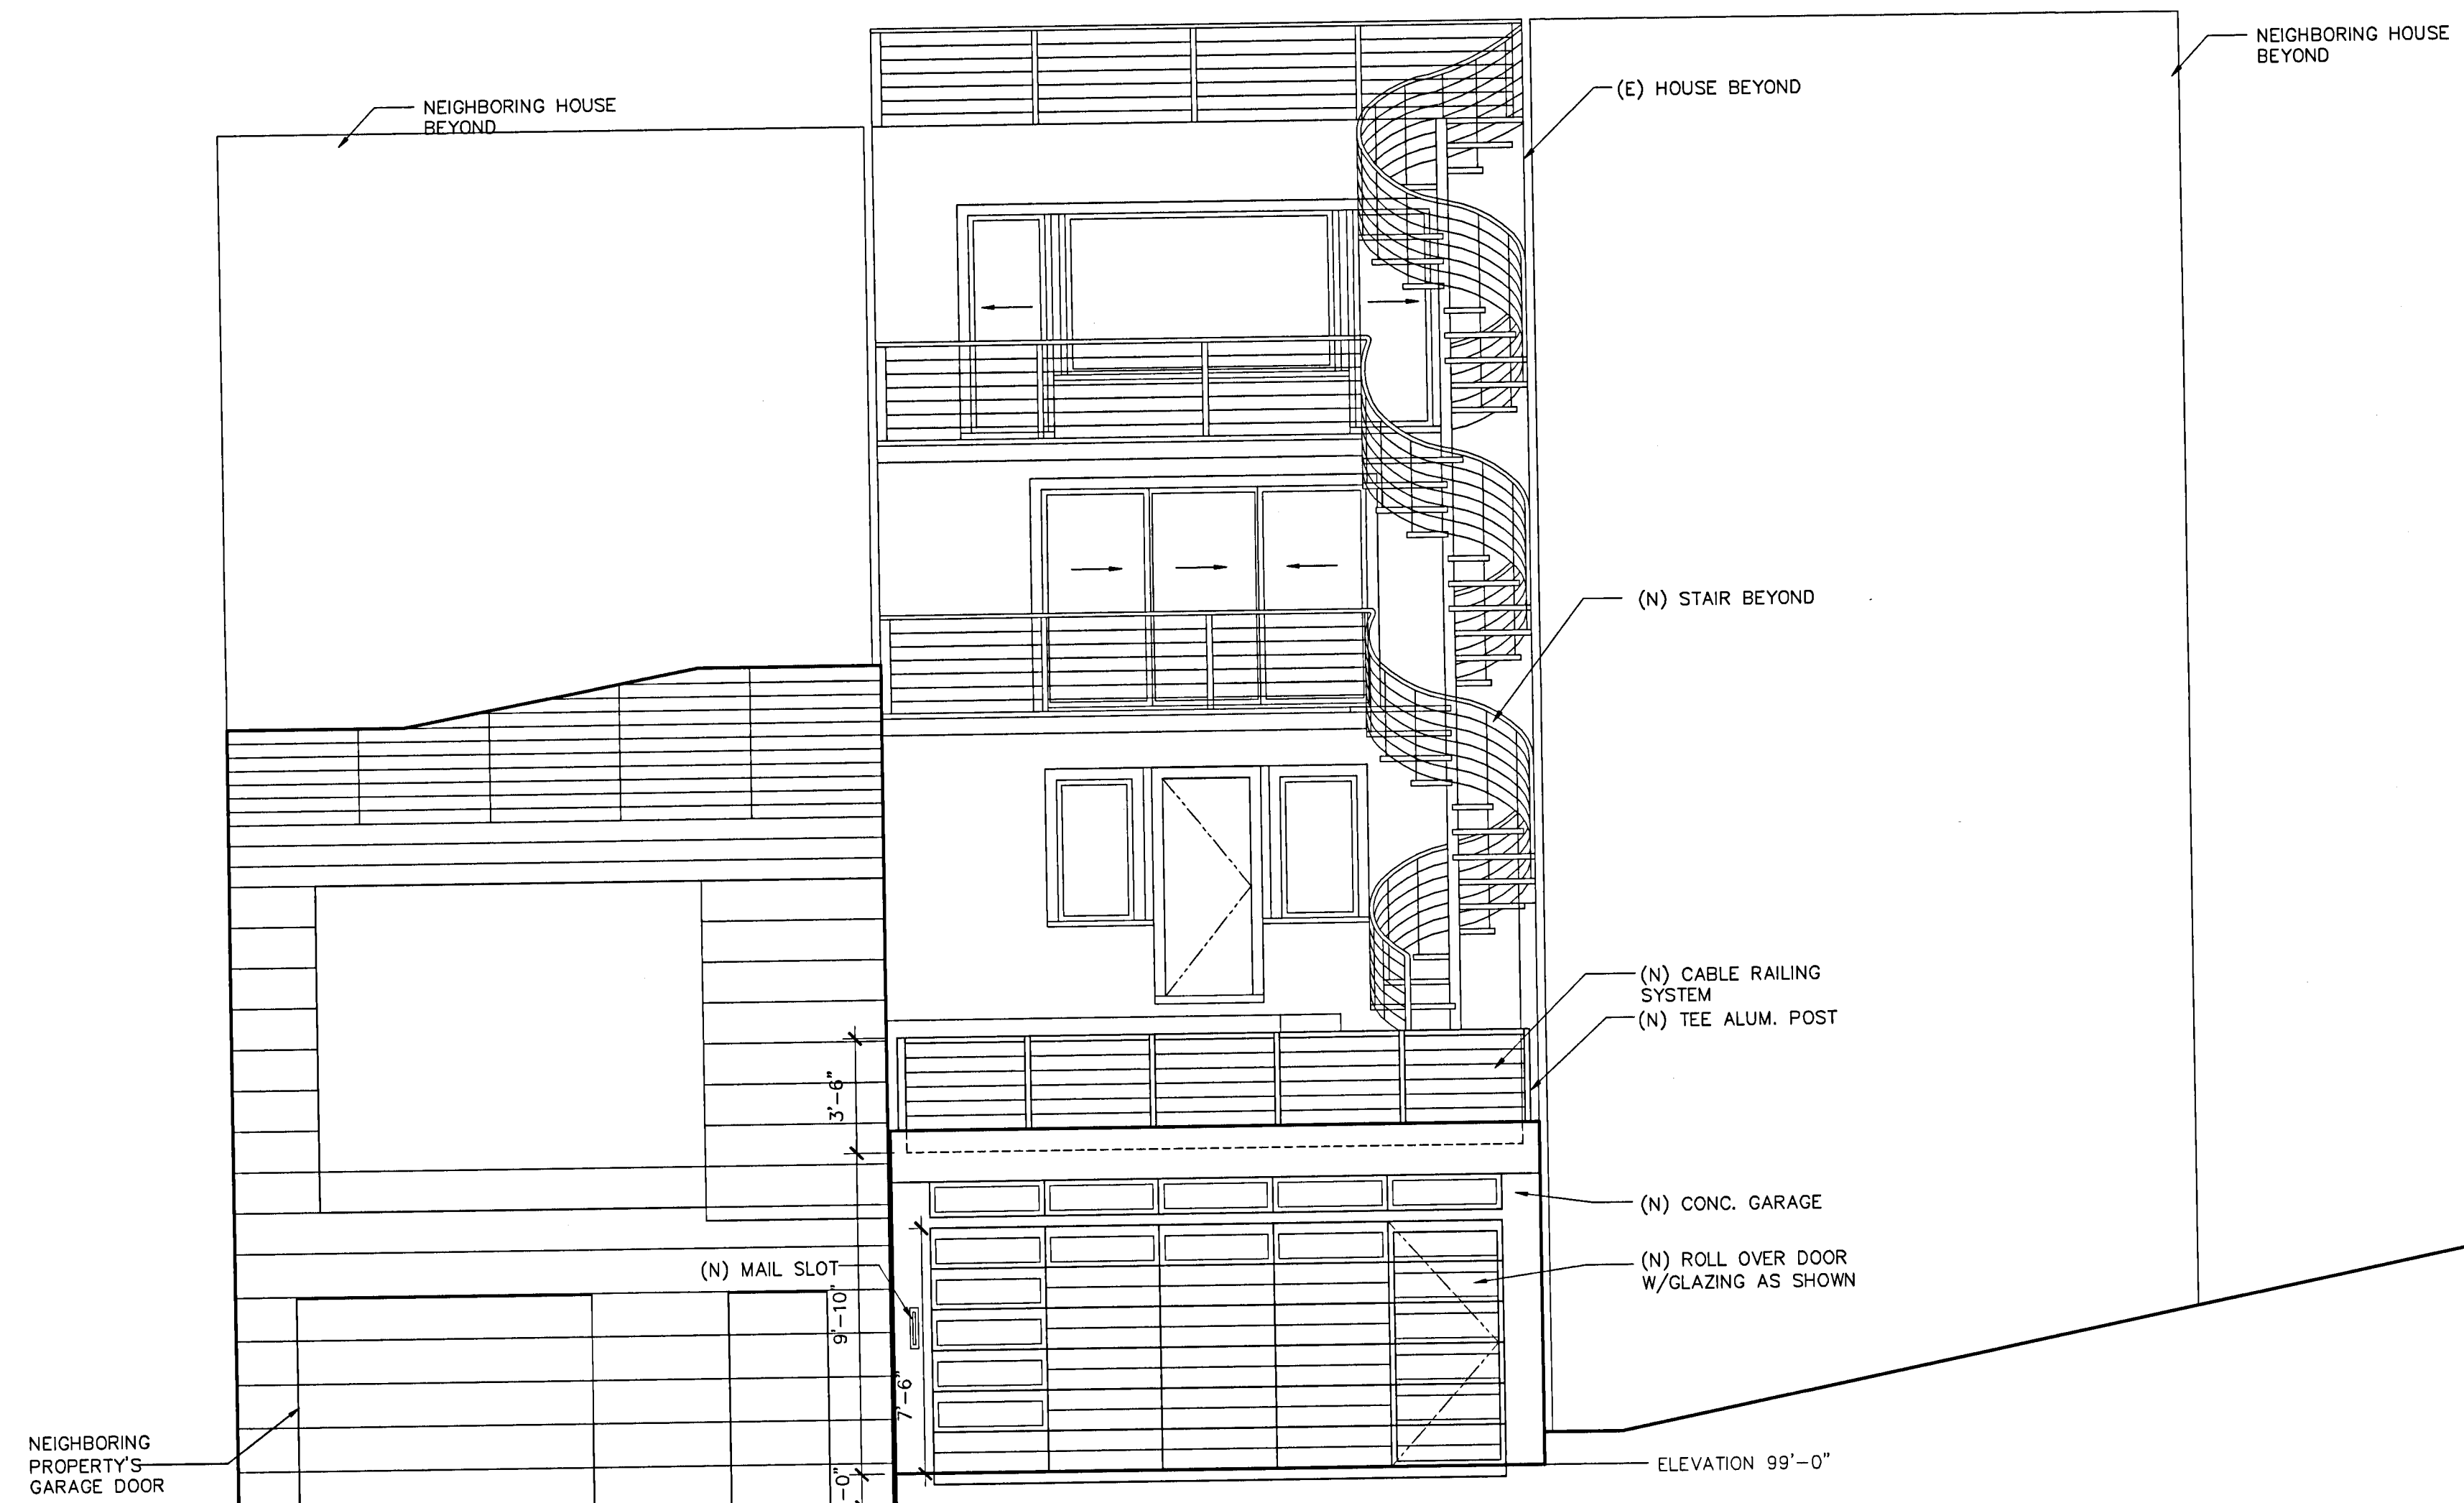 NEIGHBORING HOUSE
BEYOND
NEIGHBORING HOUSE
BEYOND
(E) HOUSE BEYOND
(N) STAIR BEYOND
(N) CABLE RAILING
SYSTEM
(N) TEE ALUM. POST
3'-6"
(N) CONC. GARAGE
(N) MAIL SLOT
(N) ROLL OVER DOOR
W/GLAZING AS SHOWN
9'-10"
7'-6"
NEIGHBORING
PROPERTY'S
GARAGE DOOR
-0"
ELEVATION 99'-0"